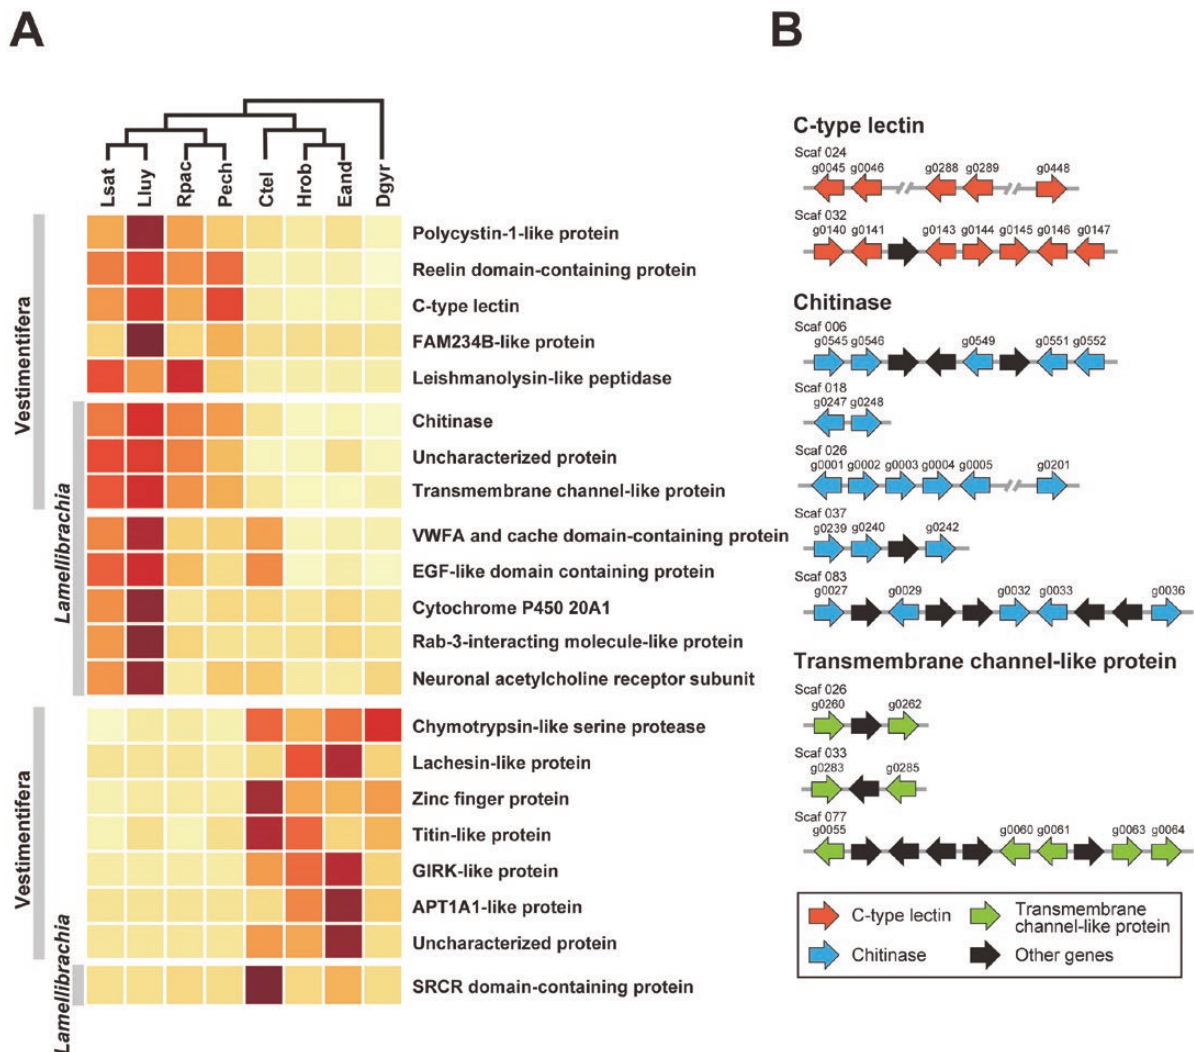 A
Lsat
Lluy
Rpac
Pech
Ctel
Hrob
Eand
Dgyr
Vestimentifera
Lamellibrachia
Polycystin-1-like protein
Reelin domain-containing protein
C-type lectin
FAM234B-like protein
Leishmanolysin-like peptidase
Chitinase
Uncharacterized protein
Transmembrane channel-like protein
VWFA and cache domain-containing protein
EGF-like domain containing protein
Cytochrome P450 20A1
Rab-3-interacting molecule-like protein
Neuronal acetylcholine receptor subunit
Vestimentifera
Chymotrypsin-like serine protease
Lachesin-like protein
Zinc finger protein
Titin-like protein
GIRK-like protein
APT1A1-like protein
Uncharacterized protein
Lamellibrachia
SRCR domain-containing protein
B
C-type lectin
Scaf 024
g0045 g0046 g0288 g0289 g0448
Scaf 032
g0140 g0141 g0143 g0144 g0145 g0146 g0147
Chitinase
Scaf 006
g0545 g0546 g0549 g0551 g0552
Scaf 018
g0247 g0248
Scaf 026
g0001 g0002 g0003 g0004 g0005 g0201
Scaf 037
g0239 g0240 g0242
Scaf 083
g0027 g0029 g0032 g0033 g0036
Transmembrane channel-like protein
Scaf 026
g0260 g0262
Scaf 033
g0283 g0285
Scaf 077
g0055 g0060 g0061 g0063 g0064
C-type lectin
Chitinase
Transmembrane
channel-like protein
Other genes